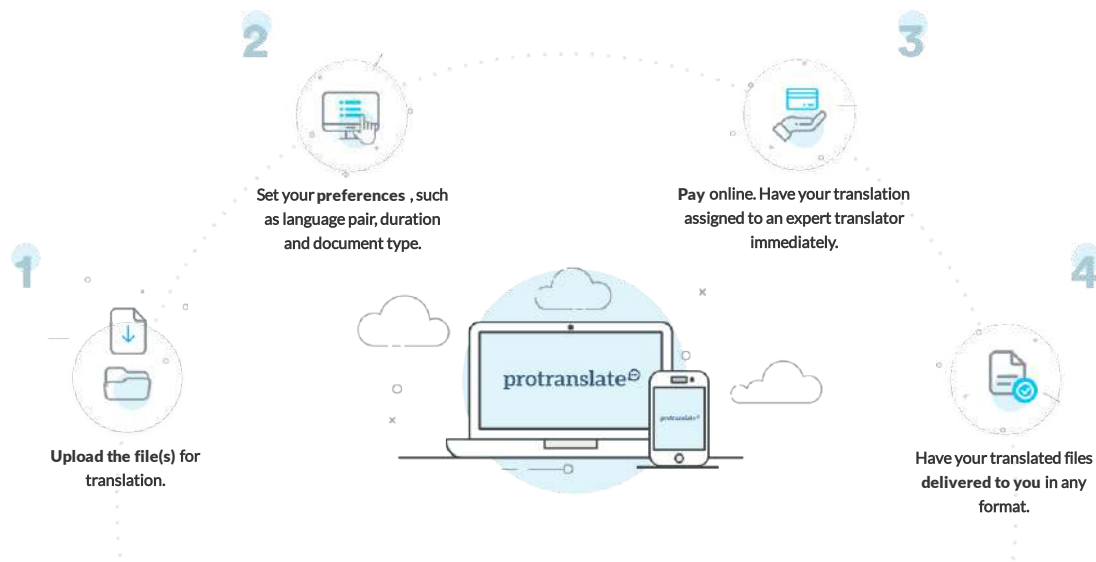 1
Upload the file(s) for
translation.
2
Set your preferences , such
as language pair, duration
and document type.
3
Pay online. Have your translation
assigned to an expert translator
immediately.
4
Have your translated files
delivered to you in any
format.
protranslate
protranslate